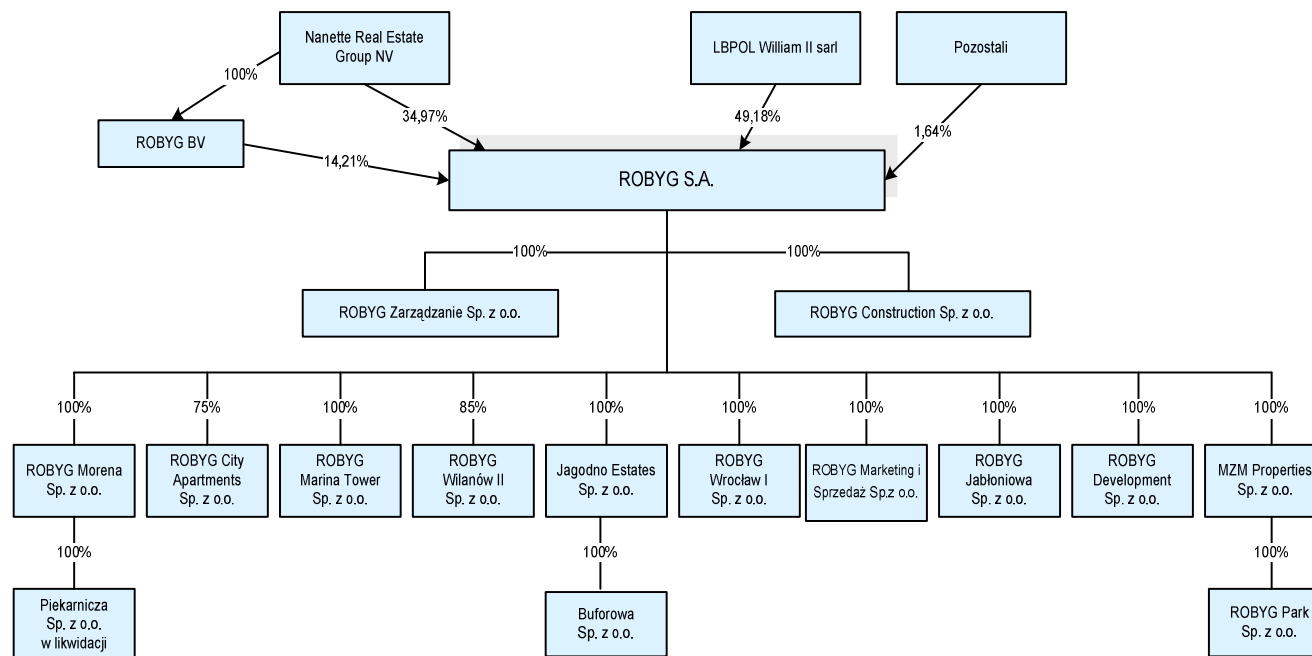 Nanette Real Estate
Group NV
LBPOL William II sarl
Pozostali
100%
34,97%
49,18%
1,64%
ROBYG BV
14,21%
ROBYG S.A.
100%
100%
ROBYG Zarządzanie Sp. z o.o.
ROBYG Construction Sp. z o.o.
100%
75%
100%
85%
100%
100%
100%
100%
100%
100%
ROBYG Morena
Sp. z o.o.
ROBYG City
Apartments
Sp. z o.o.
ROBYG
Marina Tower
Sp. z o.o.
ROBYG
Wilanów II
Sp. z o.o.
Jagodno Estates
Sp. z o.o.
ROBYG
Wrocław I
Sp. z o.o.
ROBYG Marketing i
Sprzedaż Sp.z o.o.
ROBYG
Jabłoniowa
Sp. z o.o.
ROBYG
Development
Sp. z o.o.
MZM Properties
Sp. z o.o.
100%
100%
100%
Piekarnicza
Sp. z o.o.
w likwidacji
Buforowa
Sp. z o.o.
ROBYG Park
Sp. z o.o.